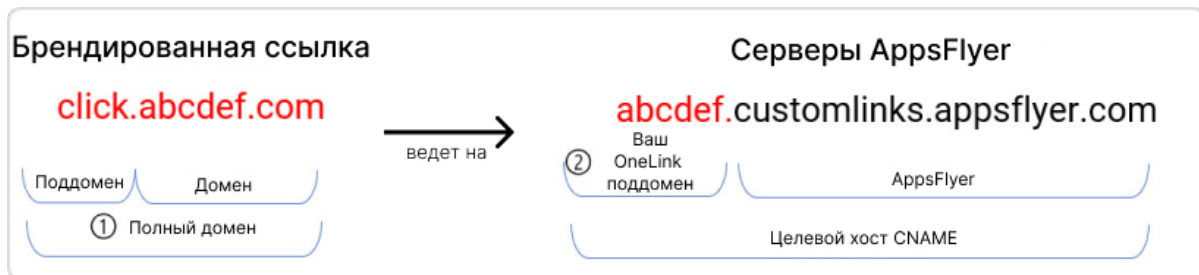 Брендированная ссылка
click.abcdef.com
Поддомен
Домен
① Полный домен
ведет на
Серверы AppsFlyer
abcdef.customlinks.appsflyer.com
② Ваш
OneLink
поддомен
AppsFlyer
Целевой хост CNAME